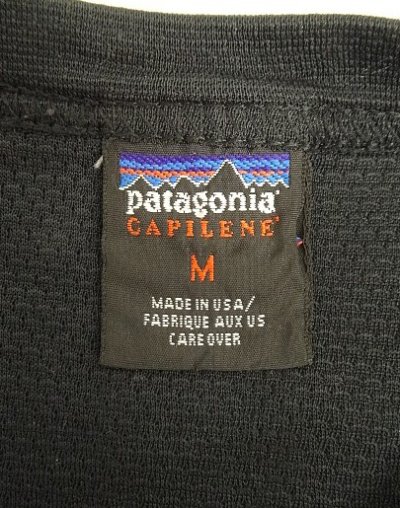 patagonia®
CAPILENE®
M
MADE IN USA/
FABRIQUE AUX US
CARE OVER